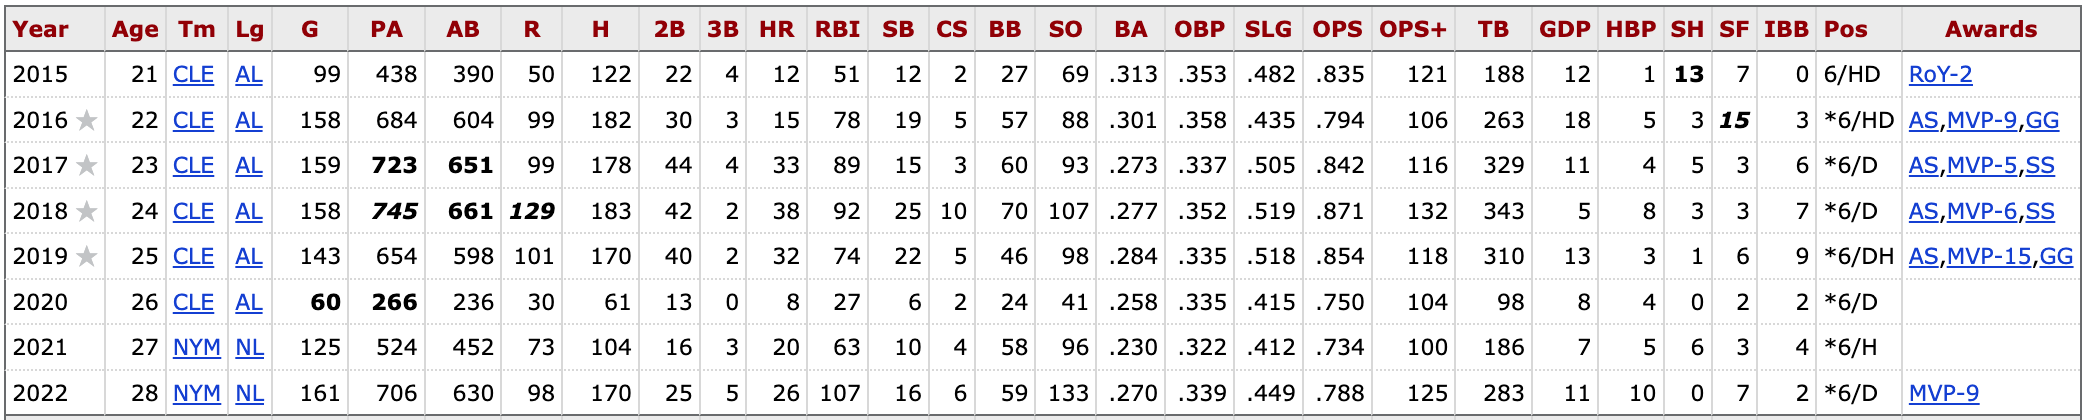 Year Age Tm Lg G PA AB R H 2B 3B HR RBI SB CS BB SO BA OBP SLG OPS OPS+ TB GDP HBP SH SF IBB Pos Awards
2015 21 CLE AL 99 438 390 50 122 22 4 12 51 12 2 27 69 .313 .353 .482 .835 121 188 12 1 13 7 0 6/HD RoY-2
2016 ★ 22 CLE AL 158 684 604 99 182 30 3 15 78 19 5 57 88 .301 .358 .435 .794 106 263 18 5 3 15 3 *6/HD AS,MVP-9,GG
2017 ★ 23 CLE AL 159 723 651 99 178 44 4 33 89 15 3 60 93 .273 .337 .505 .842 116 329 11 4 5 3 6 *6/D AS,MVP-5,SS
2018 ★ 24 CLE AL 158 745 661 129 183 42 2 38 92 25 10 70 107 .277 .352 .519 .871 132 343 5 8 3 3 7 *6/D AS,MVP-6,SS
2019 ★ 25 CLE AL 143 654 598 101 170 40 2 32 74 22 5 46 98 .284 .335 .518 .854 118 310 13 3 1 6 9 *6/DH AS,MVP-15,GG
2020 26 CLE AL 60 266 236 30 61 13 0 8 27 6 2 24 41 .258 .335 .415 .750 104 98 8 4 0 2 2 *6/D
2021 27 NYM NL 125 524 452 73 104 16 3 20 63 10 4 58 96 .230 .322 .412 .734 100 186 7 5 6 3 4 *6/H
2022 28 NYM NL 161 706 630 98 170 25 5 26 107 16 6 59 133 .270 .339 .449 .788 125 283 11 10 0 7 2 *6/D MVP-9